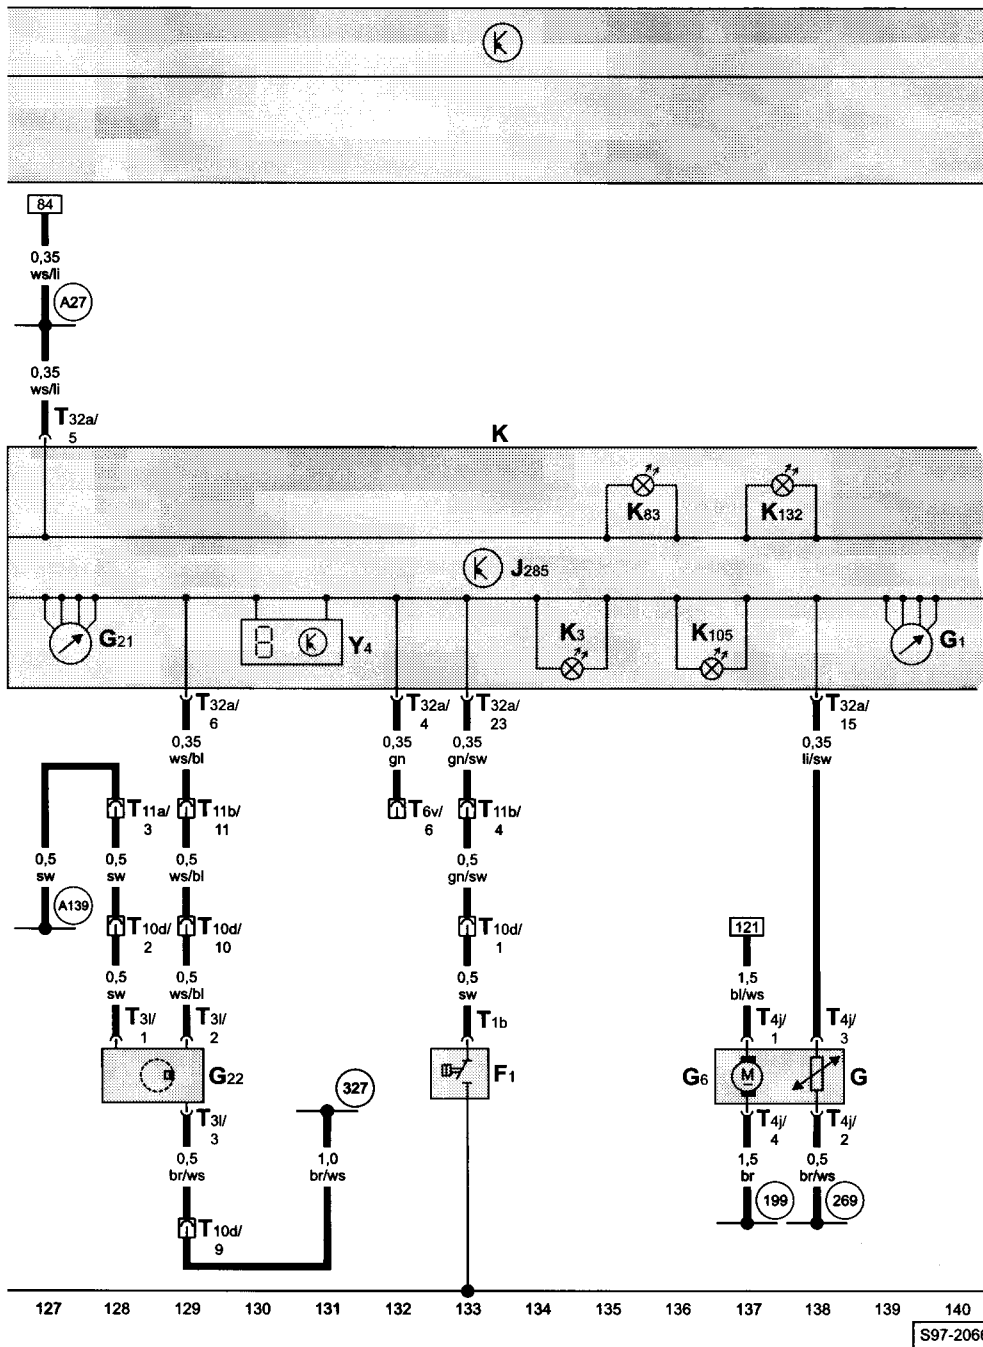 84
0,35
ws/li
A27
0,35
ws/li
T32a/
5
K
K83
K132
J285
G21
Y4
K3
K105
G1
T32a/
6
T32a/
4
T32a/
23
T32a/
15
0,35
ws/bl
0,35
gn
0,35
gn/sw
0,35
li/sw
T11a/
3
T11b/
11
T6v/
6
T11b/
4
0,5
sw
0,5
sw
0,5
ws/bl
0,5
gn/sw
A139
T10d/
2
T10d/
10
T10d/
1
121
0,5
sw
0,5
ws/bl
0,5
sw
1,5
bl/ws
T3l/
1
T3l/
2
T1b
T4j/
1
T4j/
3
G22
F1
G6
M
G
327
T3l/
3
T4j/
4
T4j/
2
0,5
br/ws
1,0
br/ws
1,5
br
0,5
br/ws
199
269
T10d/
9
127 128 129 130 131 132 133 134 135 136 137 138 139 140